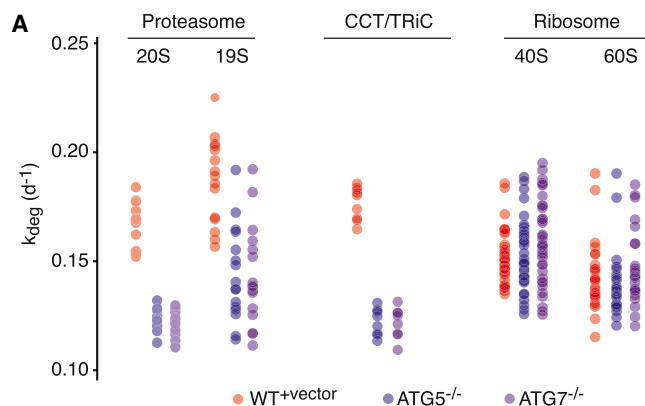 A
Proteasome CCT/TRiC Ribosome
20S 19S 40S 60S
0.25
0.20
0.15
0.10
kdeg (d-1)
WT+vector ATG5-/- ATG7-/-